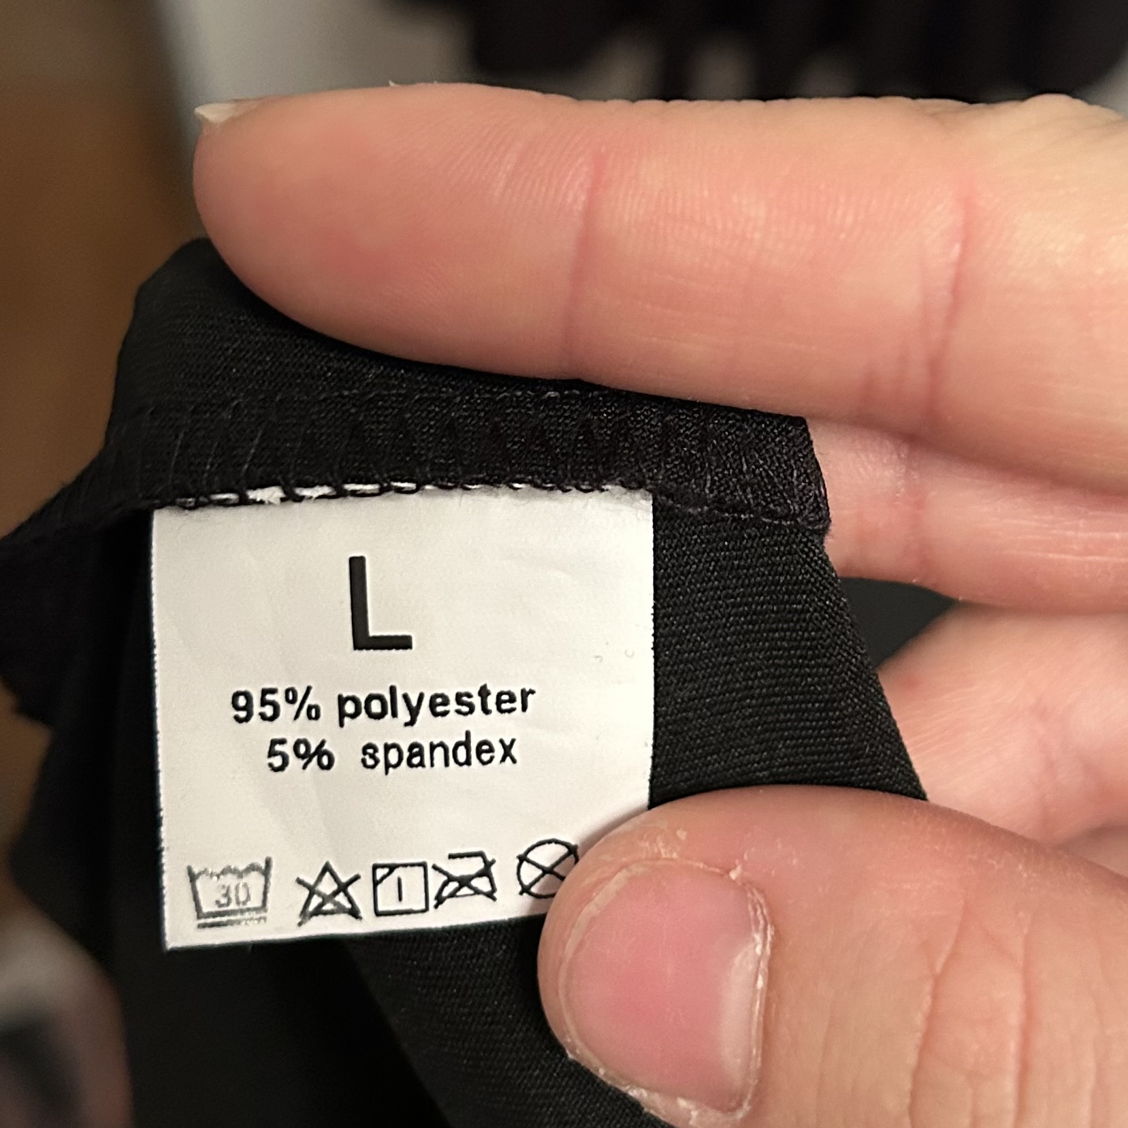 L
95% polyester
5% spandex
30